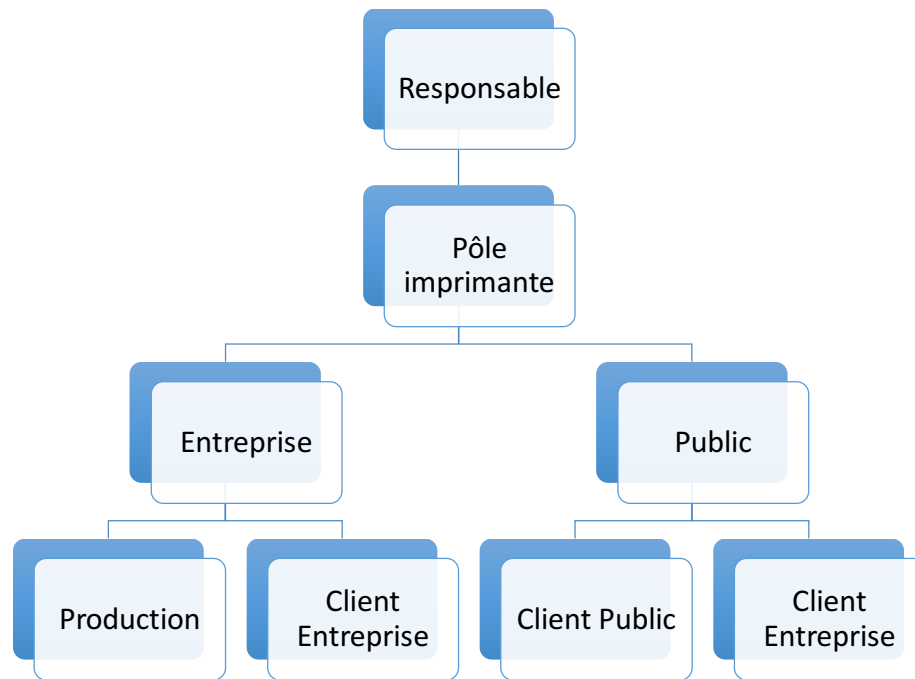 Responsable
Pôle
imprimante
Entreprise
Public
Production
Client
Entreprise
Client Public
Client
Entreprise